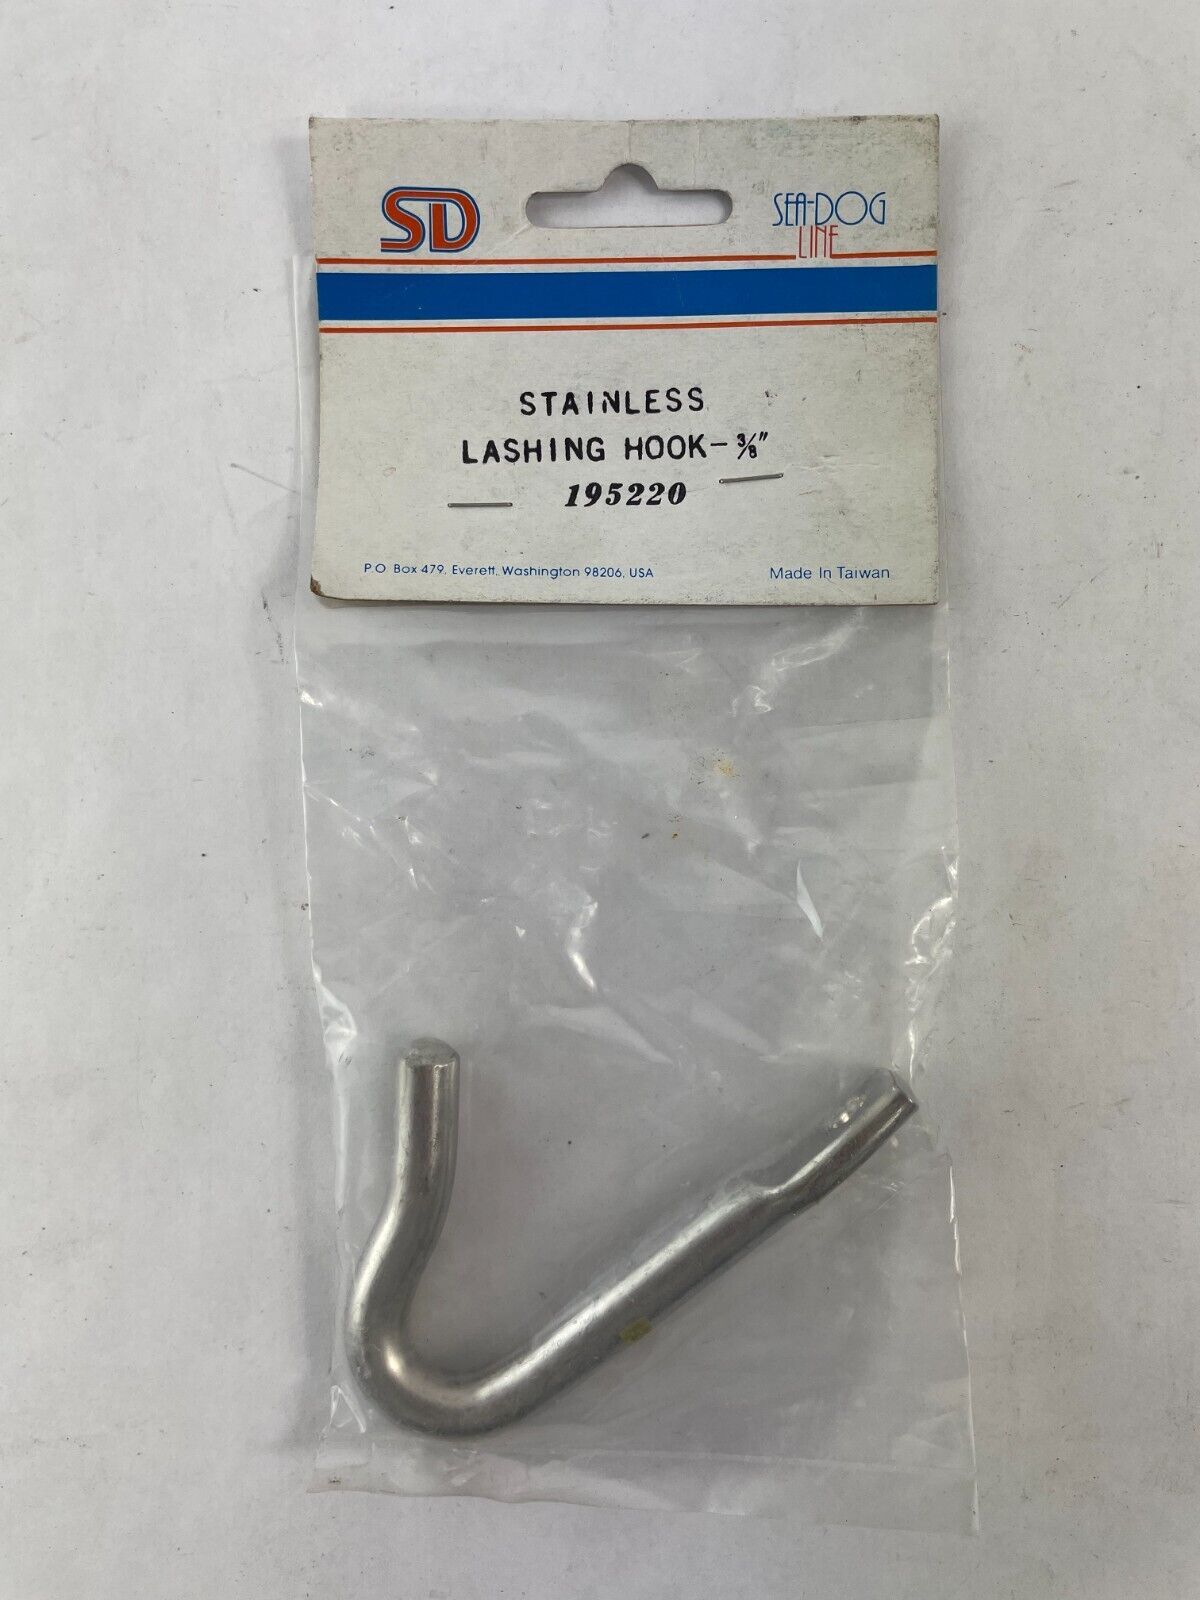 SD
SEA-DOG
LINE
STAINLESS
LASHING HOOK-3/8"
195220
P.O. Box 479, Everett, Washington 98206, USA
Made In Taiwan